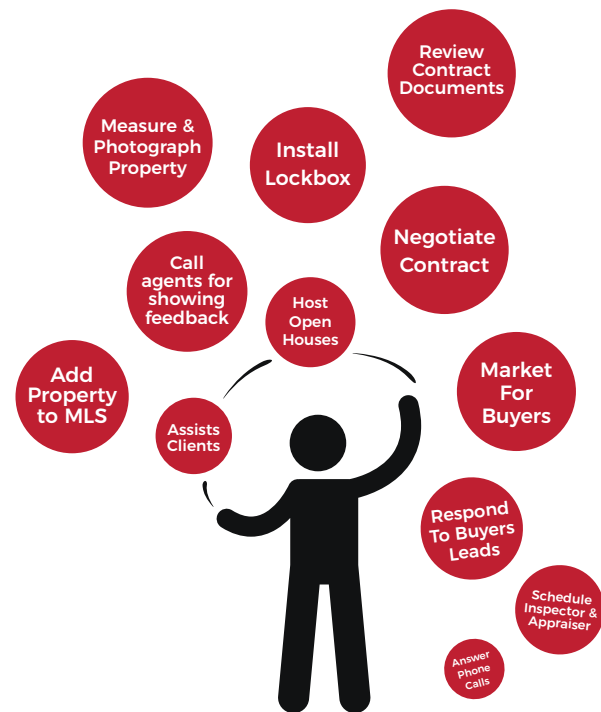 Review
Contract
Documents
Measure &
Photograph
Property
Install
Lockbox
Negotiate
Contract
Call
agents for
showing
feedback
Host
Open
Houses
Add
Property
to MLS
Market
For
Buyers
Assists
Clients
Respond
To Buyers
Leads
Schedule
Inspector &
Appraiser
Answer
Phone
Calls